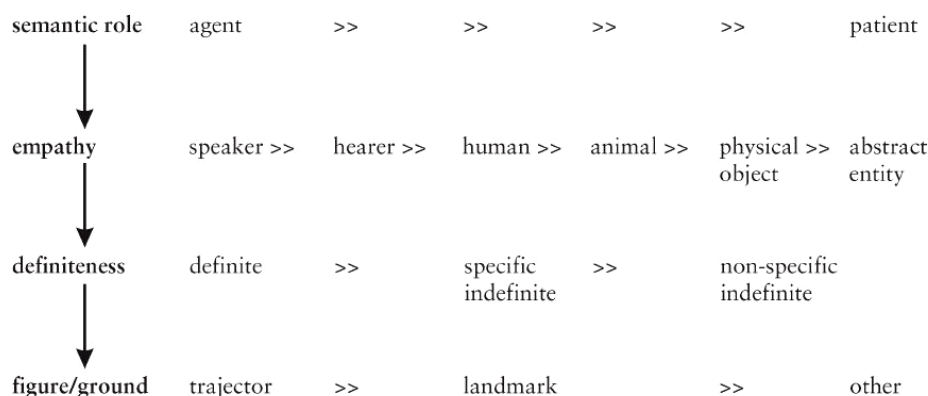 semantic role agent >> >> >> >> patient
empathy speaker >> hearer >> human >> animal >> physical >> abstract
object entity
definiteness definite >> specific >> non-specific
indefinite indefinite
figure/ground trajector >> landmark >> other